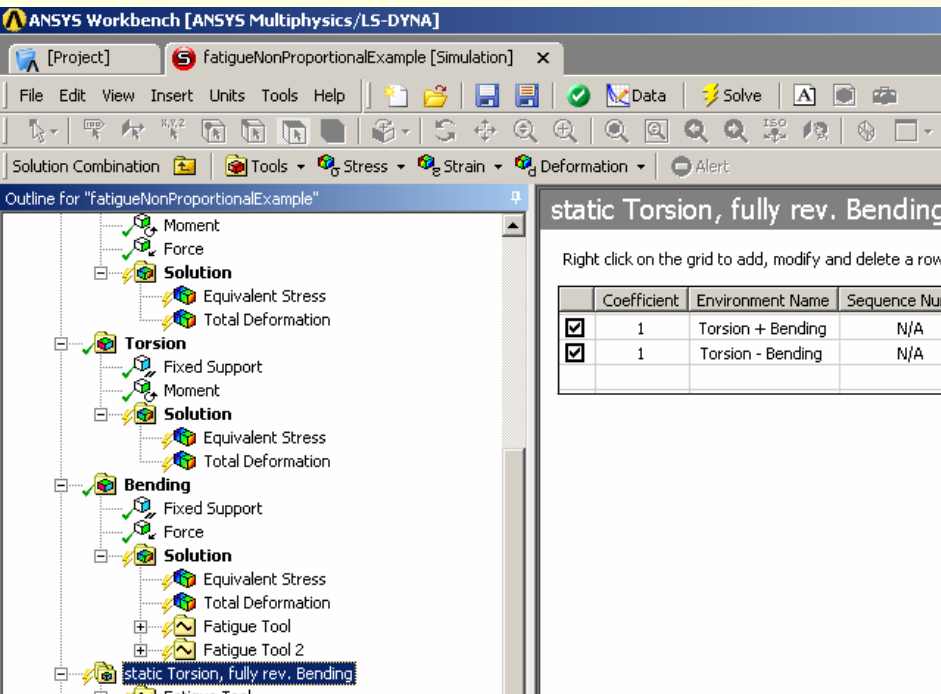 ANSYS Workbench [ANSYS Multiphysics/LS-DYNA]
[Project] fatigueNonProportionalExample [Simulation]
File Edit View Insert Units Tools Help Data Solve A
Solution Combination Tools Stress Strain Deformation Alert
Outline for "fatigueNonProportionalExample"
Moment
Force
Solution
Equivalent Stress
Total Deformation
Torsion
Fixed Support
Moment
Solution
Equivalent Stress
Total Deformation
Bending
Fixed Support
Force
Solution
Equivalent Stress
Total Deformation
Fatigue Tool
Fatigue Tool 2
static Torsion, fully rev. Bending
Fatigue Tool
static Torsion, fully rev. Bending
Right click on the grid to add, modify and delete a row
Coefficient Environment Name Sequence Nu
1 Torsion + Bending N/A
1 Torsion - Bending N/A